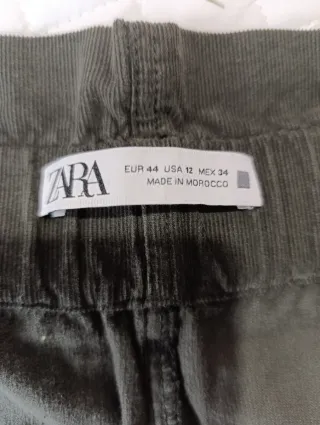 ZARA
EUR 44 USA 12 MEX 34
MADE IN MOROCCO